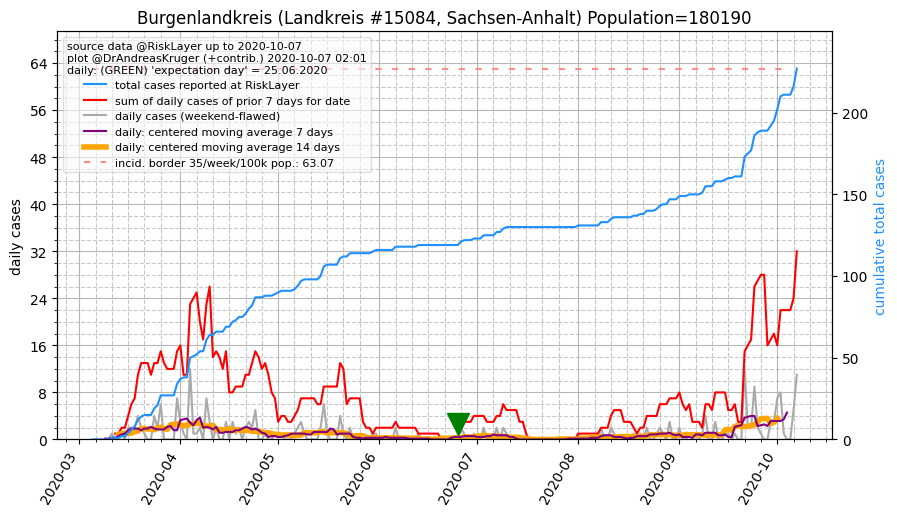 Burgenlandkreis (Landkreis #15084, Sachsen-Anhalt) Population=180190
source data @RiskLayer up to 2020-10-07
plot @DrAndreasKruger (+contrib.) 2020-10-07 02:01
daily: (GREEN) 'expectation day' = 25.06.2020
total cases reported at RiskLayer
sum of daily cases of prior 7 days for date
daily cases (weekend-flawed)
daily: centered moving average 7 days
daily: centered moving average 14 days
incid. border 35/week/100k pop.: 63.07
daily cases
64
56
48
40
32
24
16
8
0
cumulative total cases
200
150
100
50
0
2020-03
2020-04
2020-05
2020-06
2020-07
2020-08
2020-09
2020-10